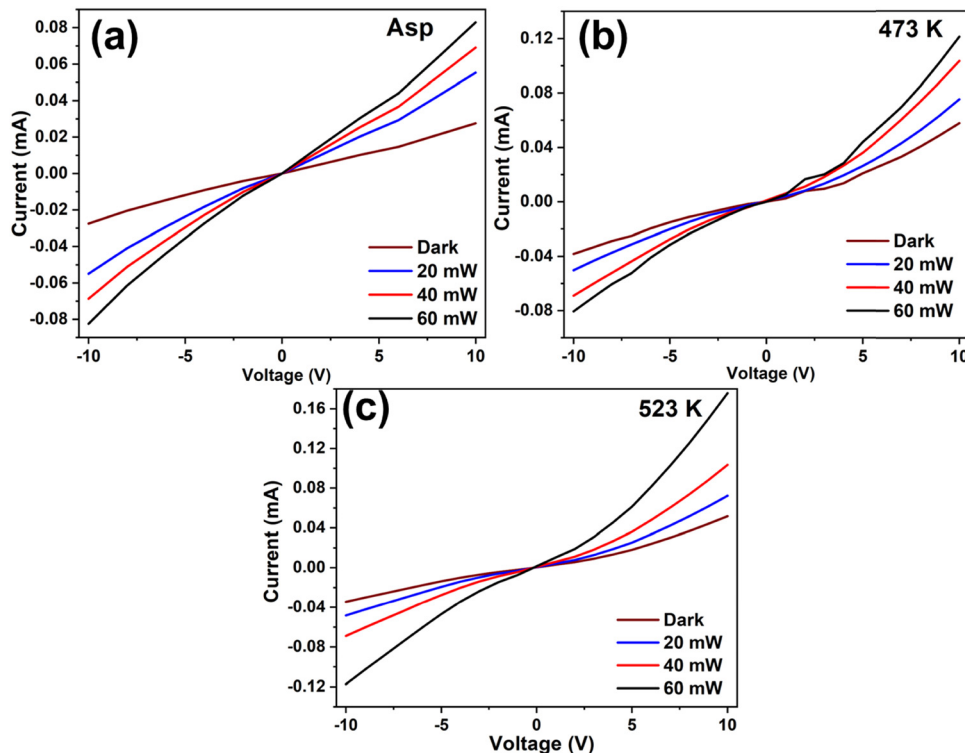 (a)
Asp
0.08
0.06
0.04
0.02
0.00
-0.02
-0.04
-0.06
-0.08
Current (mA)
Dark
20 mW
40 mW
60 mW
-10
-5
0
5
10
Voltage (V)
(b)
473 K
0.12
0.08
0.04
0.00
-0.04
-0.08
Current (mA)
Dark
20 mW
40 mW
60 mW
-10
-5
0
5
10
Voltage (V)
(c)
523 K
0.16
0.12
0.08
0.04
0.00
-0.04
-0.08
-0.12
Current (mA)
Dark
20 mW
40 mW
60 mW
-10
-5
0
5
10
Voltage (V)